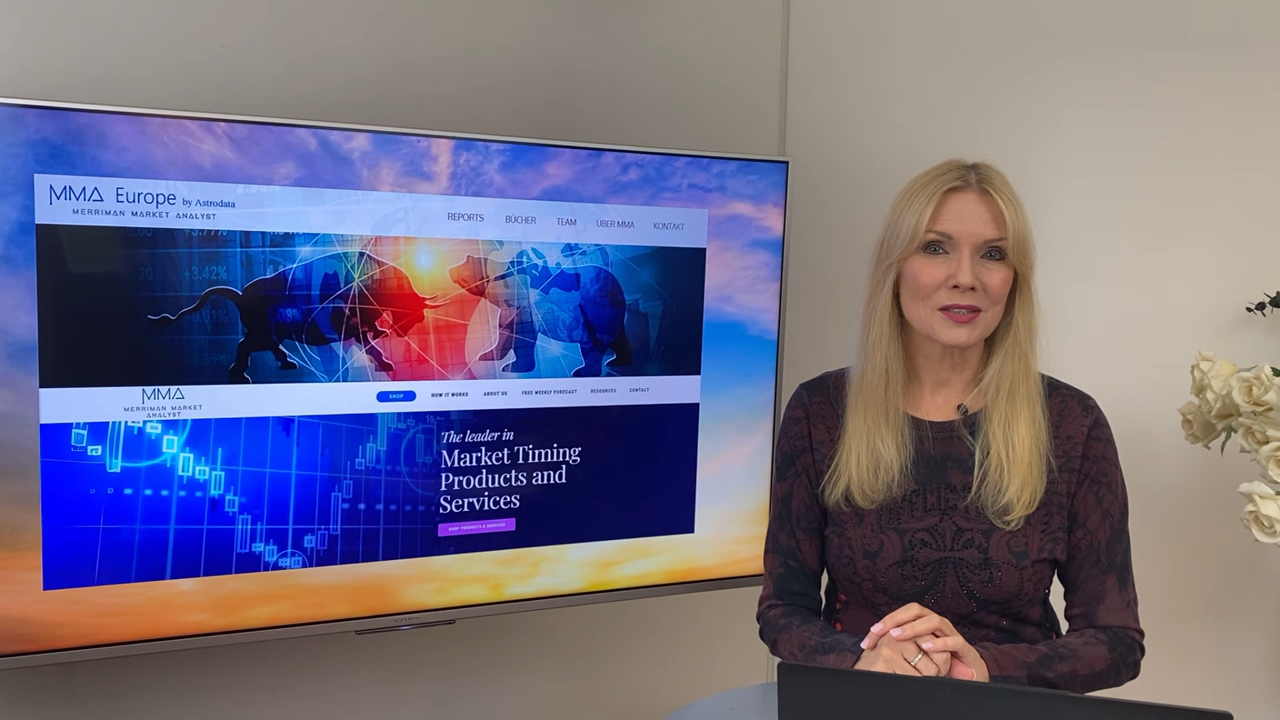 MMA Europe by Astrodata
MERRIMAN MARKET ANALYST
REPORTS BÜCHER TEAM ÜBER MMA KONTAKT
+3.42%
MMA
MERRIMAN MARKET
ANALYST
SHOP HOW IT WORKS ABOUT US FREE WEEKLY FORECAST RESOURCES CONTACT
The leader in
Market Timing
Products and
Services
SHOP PRODUCTS & SERVICES